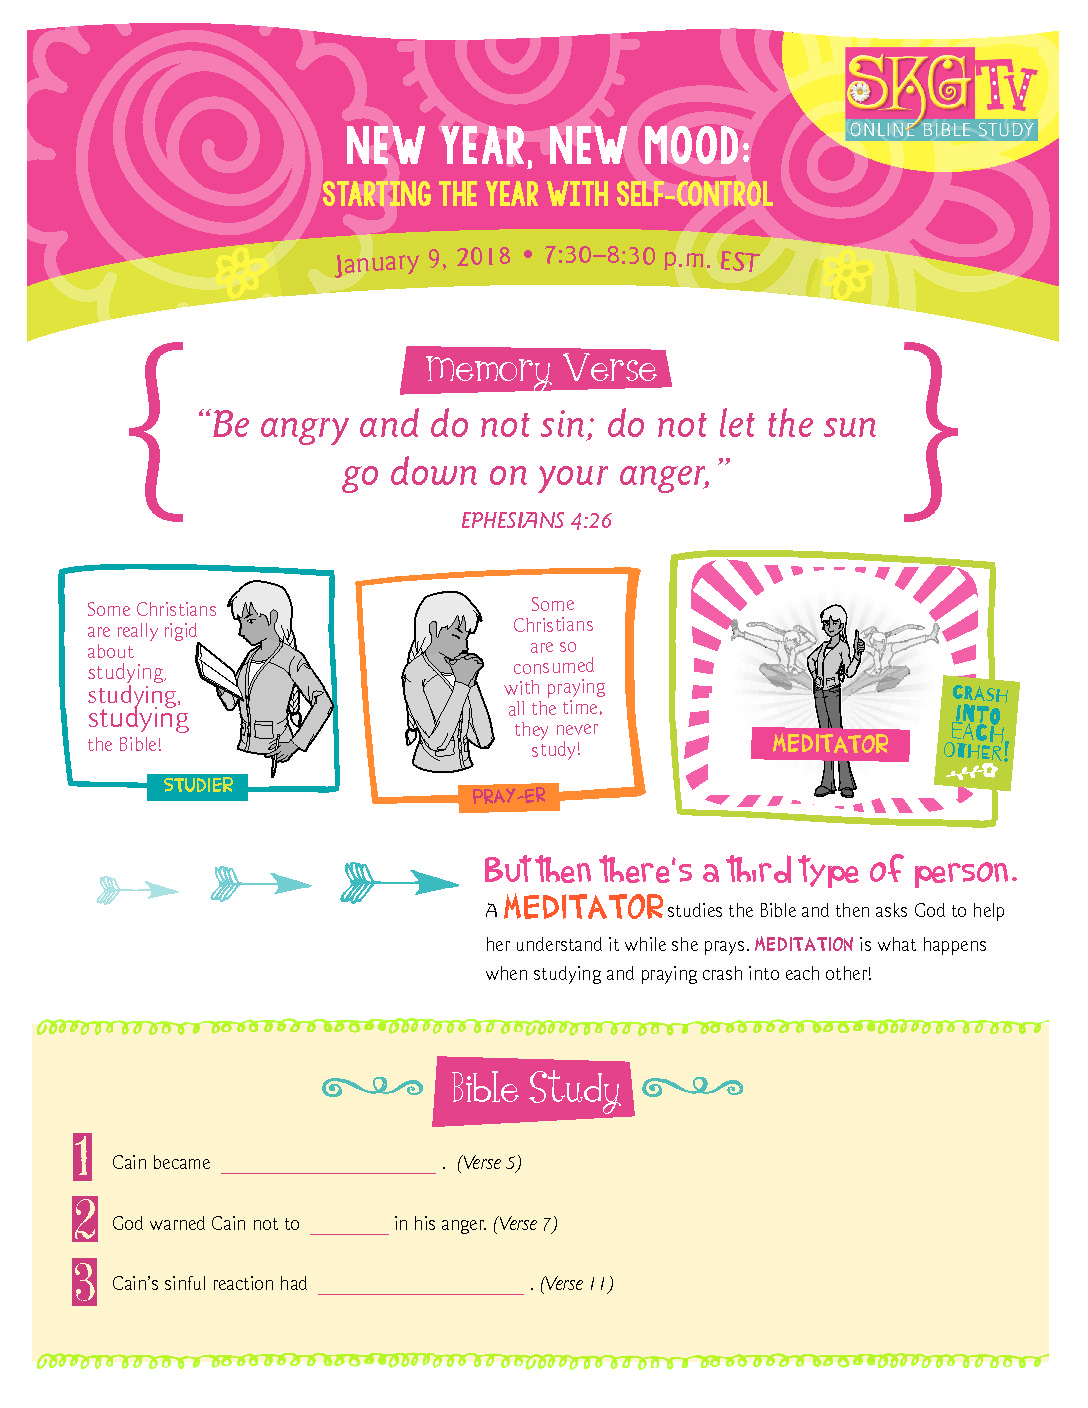 SKG TV
ONLINE BIBLE STUDY
NEW YEAR, NEW MOOD:
STARTING THE YEAR WITH SELF-CONTROL
January 9, 2018 • 7:30–8:30 p.m. EST
Memory Verse
“Be angry and do not sin; do not let the sun
go down on your anger,”
EPHESIANS 4:26
Some Christians
are really rigid
about
studying,
studying,
studying
the Bible!
STUDIER
Some
Christians
are so
consumed
with praying
all the time,
they never
study!
PRAY-ER
MEDITATOR
CRASH
INTO
EACH
OTHER!
But then there's a third type of person.
A MEDITATOR studies the Bible and then asks God to help
her understand it while she prays. MEDITATION is what happens
when studying and praying crash into each other!
Bible Study
1 Cain became ____________________ . (Verse 5)
2 God warned Cain not to ________ in his anger. (Verse 7)
3 Cain’s sinful reaction had ____________________ . (Verse 11)